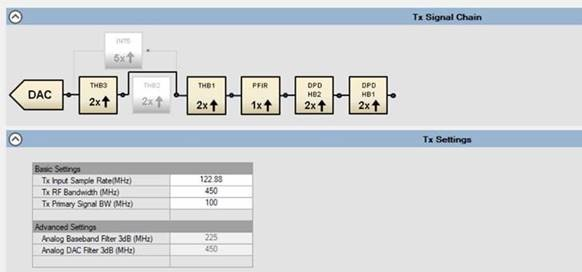 Tx Signal Chain
INT5
5x
DAC
THB3
2x
THB2
2x
THB1
2x
PFIR
1x
DPD
HB2
2x
DPD
HB1
2x
Tx Settings
Basic Settings
Tx Input Sample Rate(MHz) 122.88
Tx RF Bandwidth (MHz) 450
Tx Primary Signal BW (MHz) 100
Advanced Settings
Analog Baseband Filter 3dB (MHz) 225
Analog DAC Filter 3dB (MHz) 450